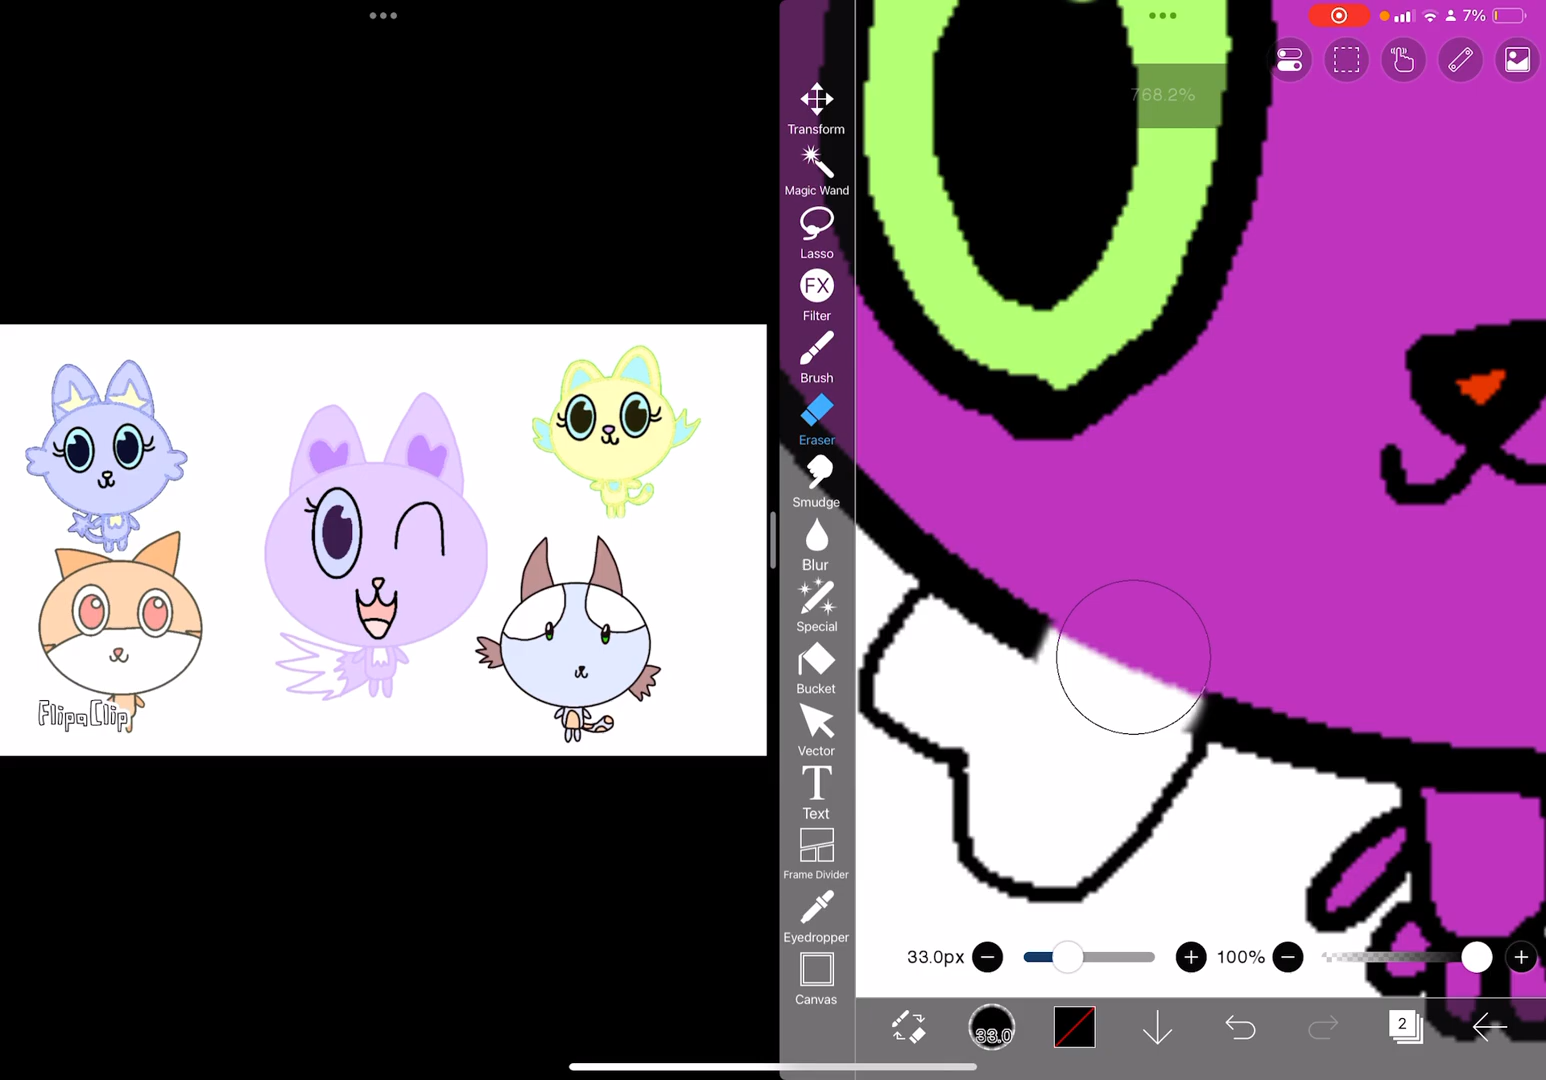 7%
768.2%
Transform
Magic Wand
Lasso
FX
Filter
Brush
Eraser
Smudge
Blur
Special
Bucket
Vector
T
Text
Frame Divider
Eyedropper
Canvas
FlipaClip
33.0px
100%
33.0
2